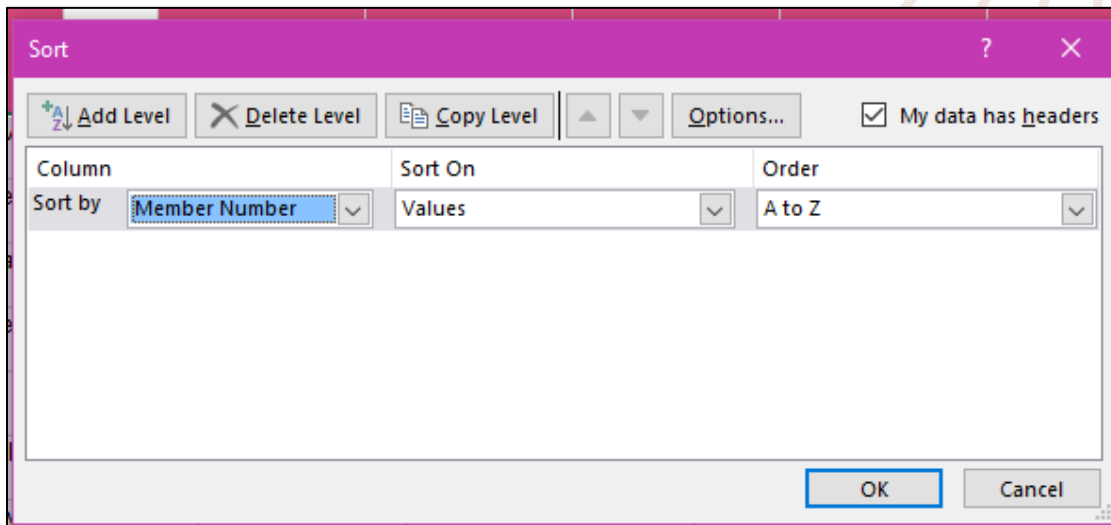 Sort
Add Level Delete Level Copy Level Options... My data has headers
Column Sort On Order
Sort by Member Number Values A to Z
OK Cancel